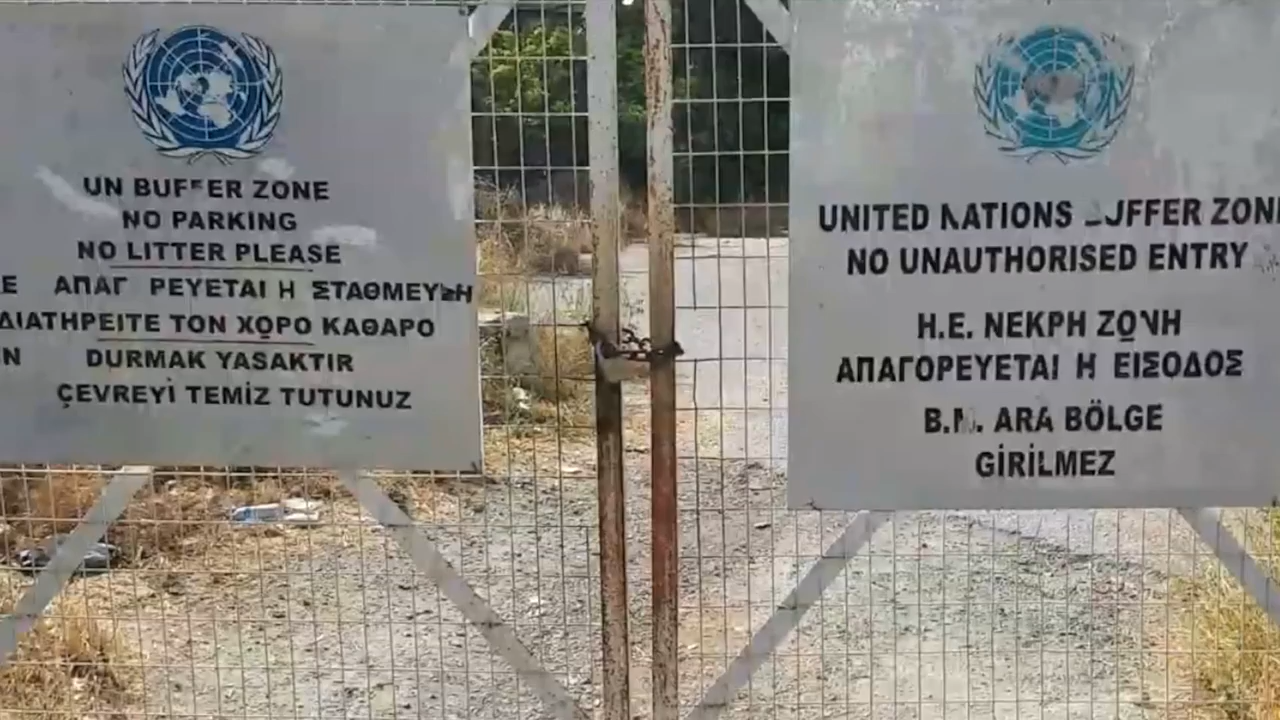 UN BUFFER ZONE
NO PARKING
NO LITTER PLEASE
Ε ΑΠΑΓ ΡΕΥΕΤΑΙ Η ΣΤΑΘΜΕΥΣΗ
ΔΙΑΤΗΡΕΙΤΕ ΤΟΝ ΧΩΡΟ ΚΑΘΑΡΟ
N DURMAK YASAKTIR
ÇEVREYİ TEMİZ TUTUNUZ
UNITED NATIONS BUFFER ZON
NO UNAUTHORISED ENTRY
Η.Ε. ΝΕΚΡΗ ΖΩΝΗ
ΑΠΑΓΟΡΕΥΕΤΑΙ Η ΕΙΣΟΔΟΣ
B.M. ARA BÖLGE
GİRİLMEZ